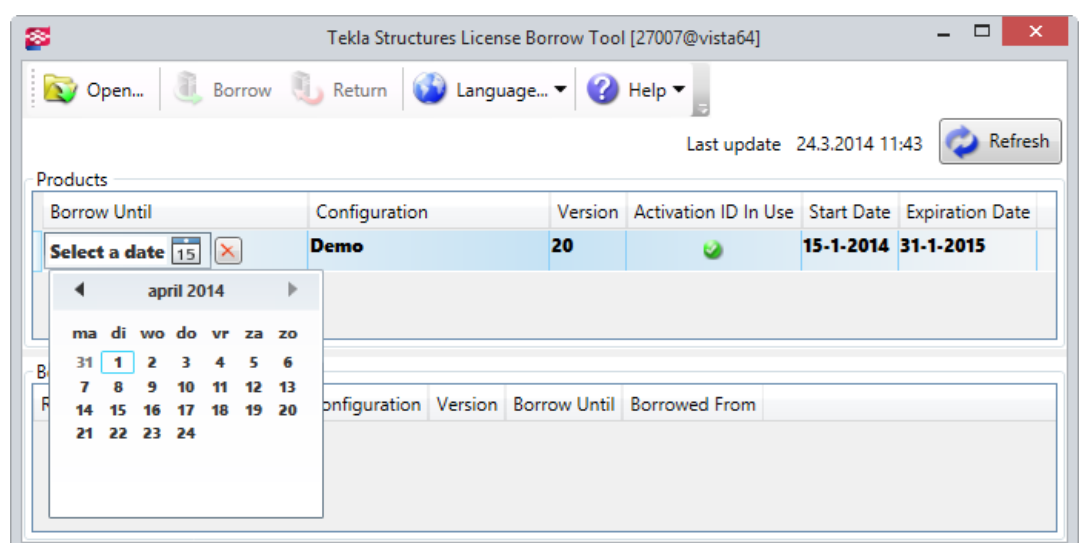 Tekla Structures License Borrow Tool [27007@vista64]
Open... Borrow Return Language... Help
Last update 24.3.2014 11:43 Refresh
Products
Borrow Until Configuration Version Activation ID In Use Start Date Expiration Date
Select a date 15 Demo 20 15-1-2014 31-1-2015
april 2014
ma di wo do vr za zo
31 1 2 3 4 5 6
7 8 9 10 11 12 13
14 15 16 17 18 19 20
21 22 23 24
onfiguration Version Borrow Until Borrowed From